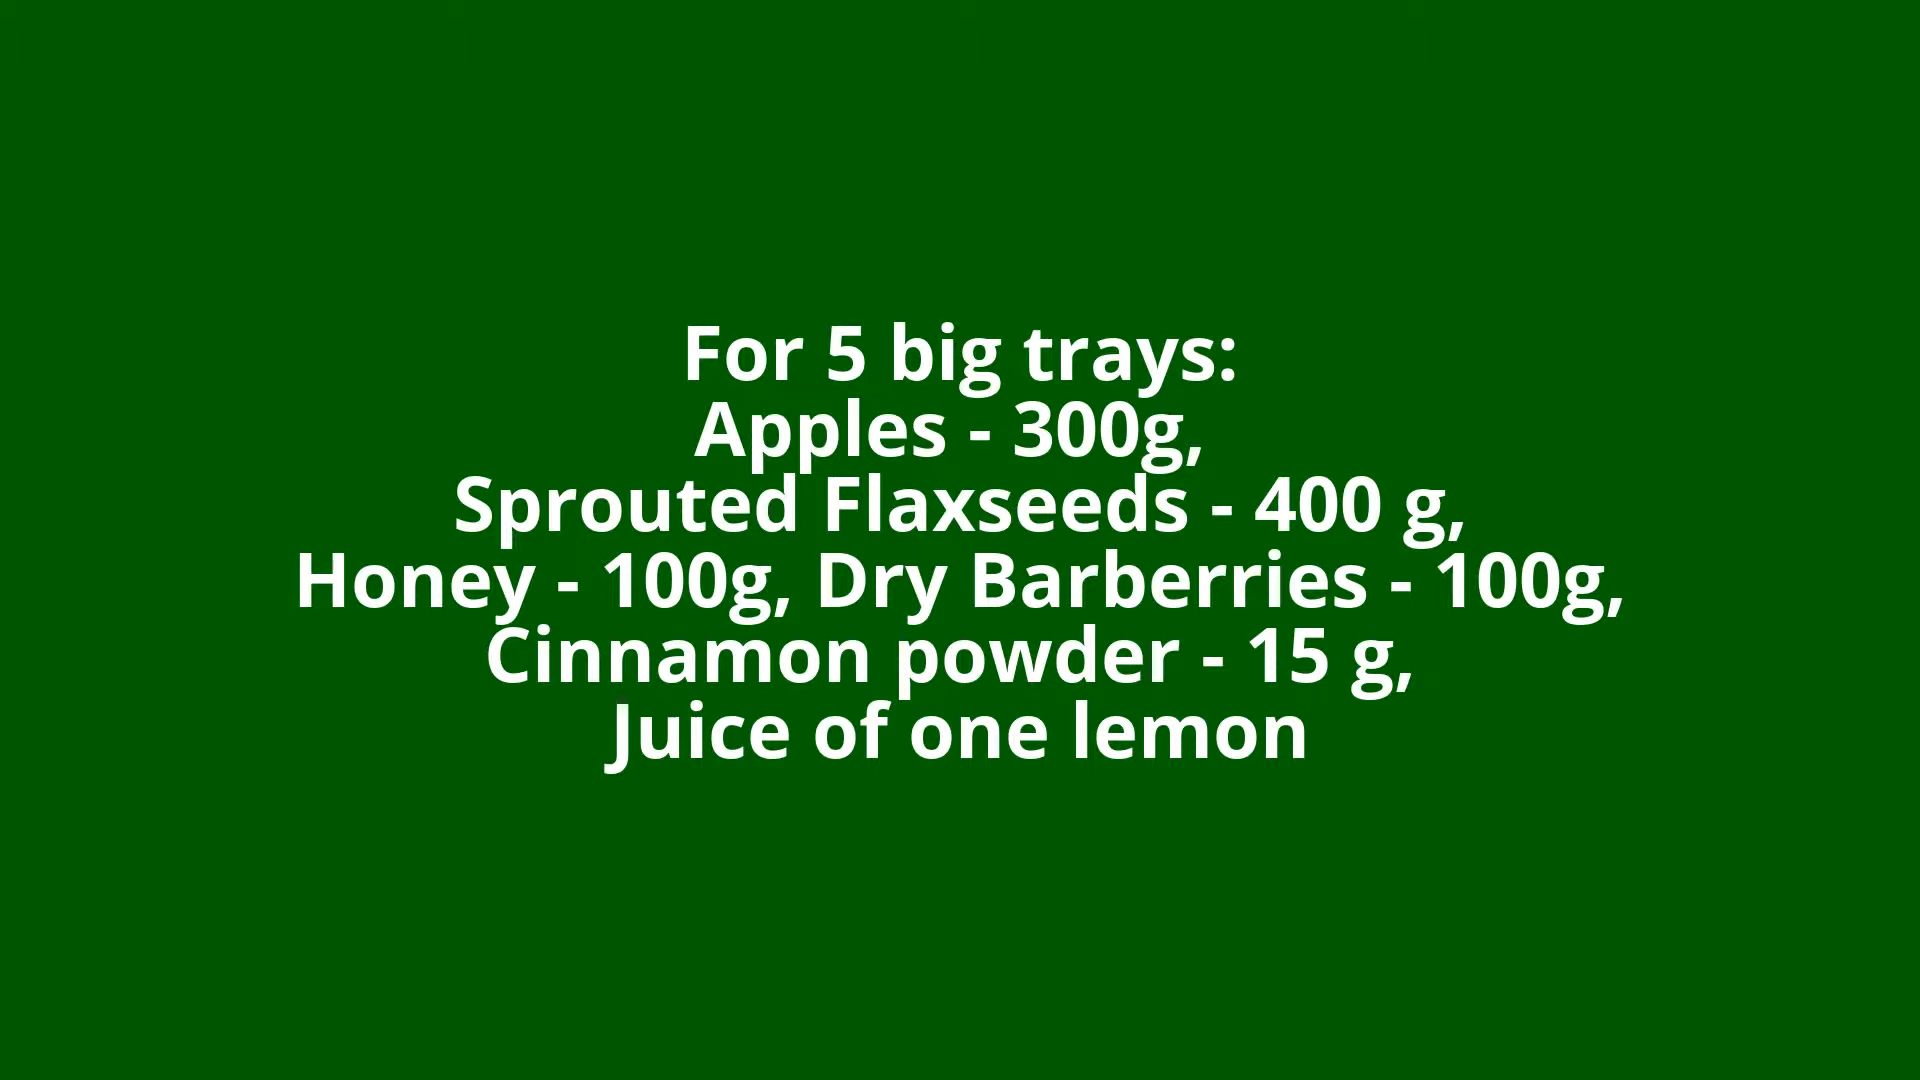 For 5 big trays:
Apples - 300g,
Sprouted Flaxseeds - 400 g,
Honey - 100g, Dry Barberries - 100g,
Cinnamon powder - 15 g,
Juice of one lemon